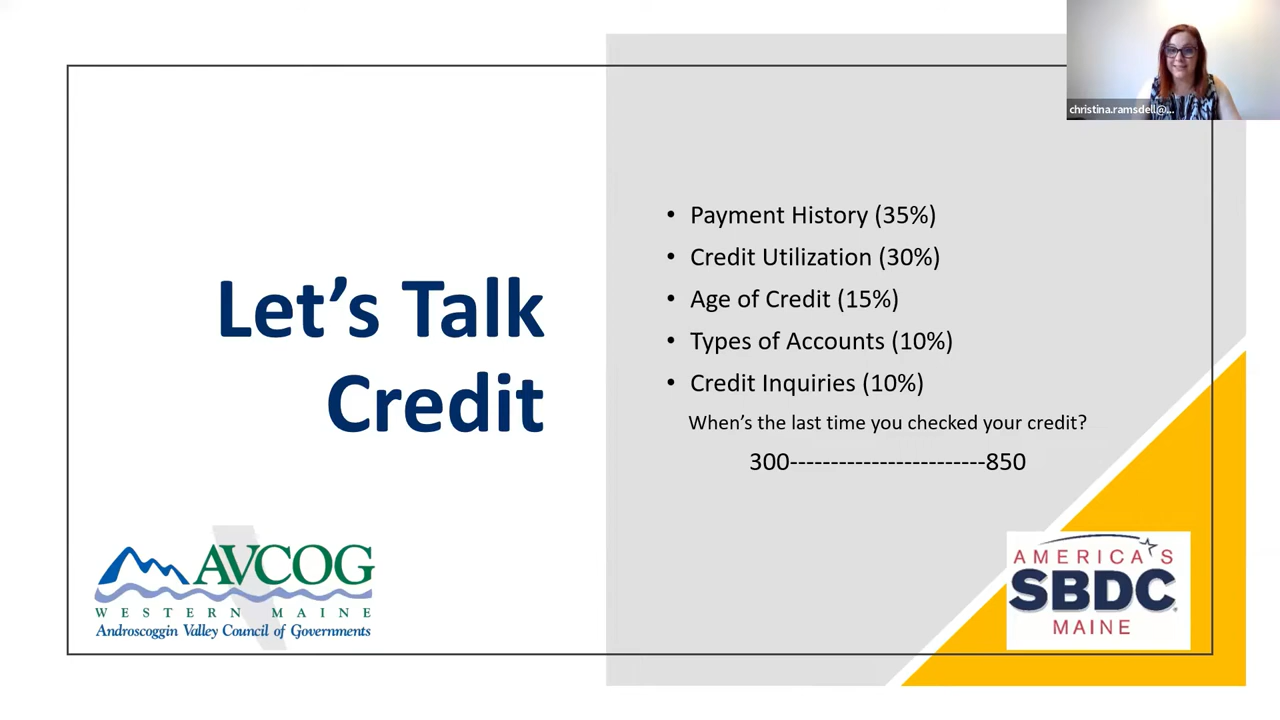 christina.ramsdell@...
Let's Talk
Credit
• Payment History (35%)
• Credit Utilization (30%)
• Age of Credit (15%)
• Types of Accounts (10%)
• Credit Inquiries (10%)
When's the last time you checked your credit?
300------------------------850
AVCOG
WESTERN MAINE
Androscoggin Valley Council of Governments
AMERICA'S
SBDC
MAINE